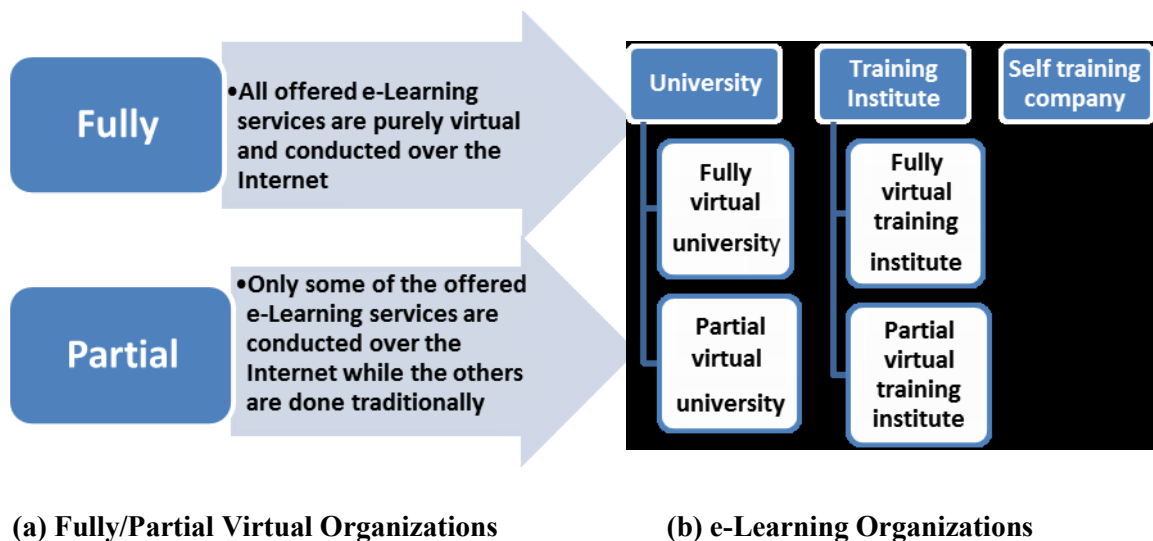 Fully
•All offered e-Learning
services are purely virtual
and conducted over the
Internet
Partial
•Only some of the offered
e-Learning services are
conducted over the
Internet while the others
are done traditionally
University
Fully
virtual
university
Partial
virtual
university
Training
Institute
Fully
virtual
training
institute
Partial
virtual
training
institute
Self training
company
(a) Fully/Partial Virtual Organizations
(b) e-Learning Organizations